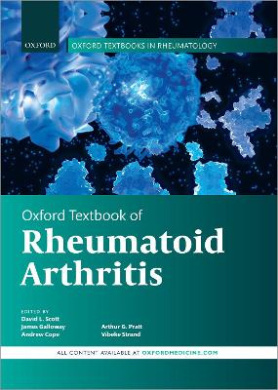 OXFORD
OXFORD TEXTBOOKS IN RHEUMATOLOGY
Oxford Textbook of
Rheumatoid
Arthritis
EDITED BY
David L. Scott
James Galloway
Andrew Cope
Arthur G. Pratt
Vibeke Strand
ALL CONTENT AVAILABLE AT OXFORDMEDICINE.COM